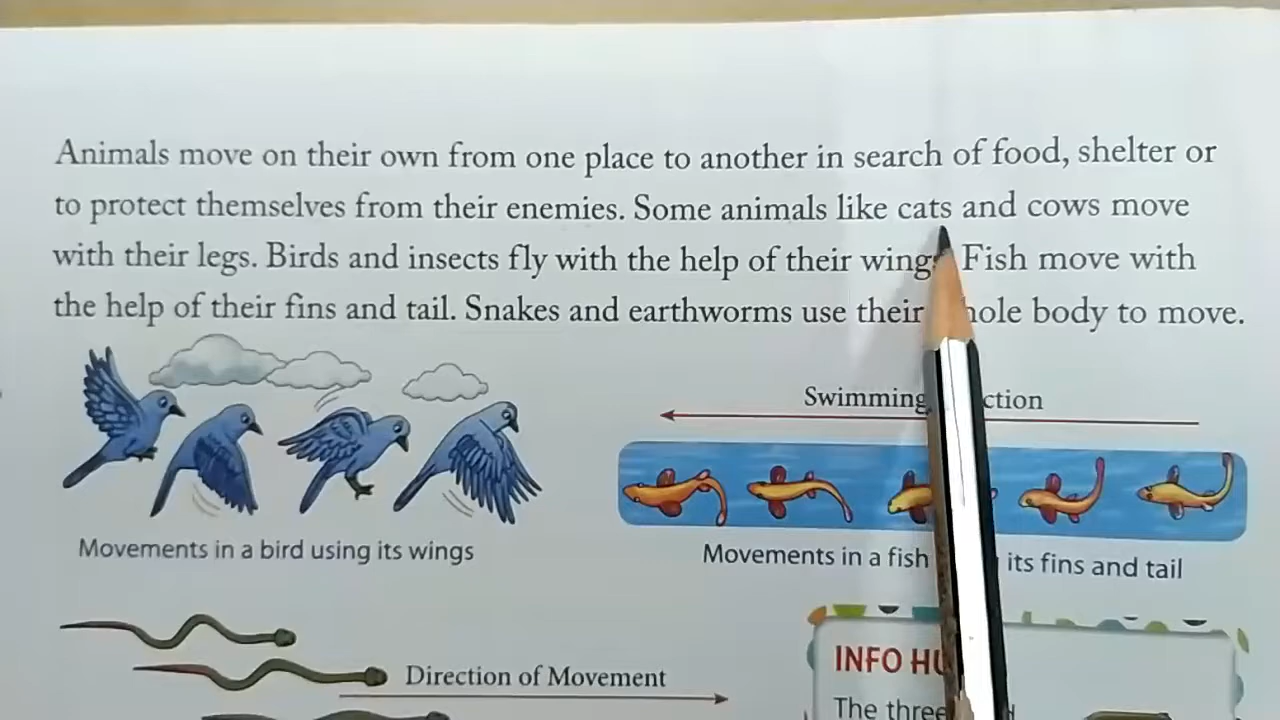 Animals move on their own from one place to another in search of food, shelter or
to protect themselves from their enemies. Some animals like cats and cows move
with their legs. Birds and insects fly with the help of their wings. Fish move with
the help of their fins and tail. Snakes and earthworms use their whole body to move.
Swimming
Movements in a bird using its wings
Movements in a fish its fins and tail
Direction of Movement
INFO
The three